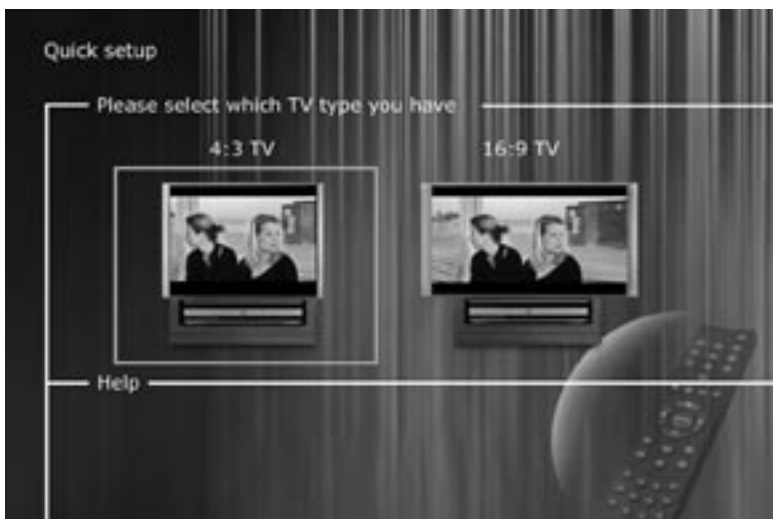 Quick setup
Please select which TV type you have
4:3 TV
16:9 TV
Help